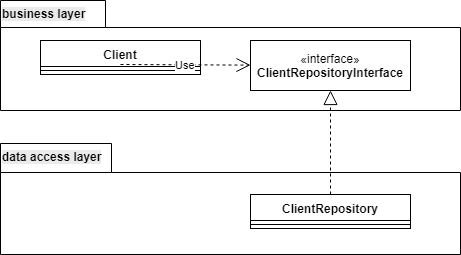 business layer
Client
Use
«interface»
ClientRepositoryInterface
data access layer
ClientRepository